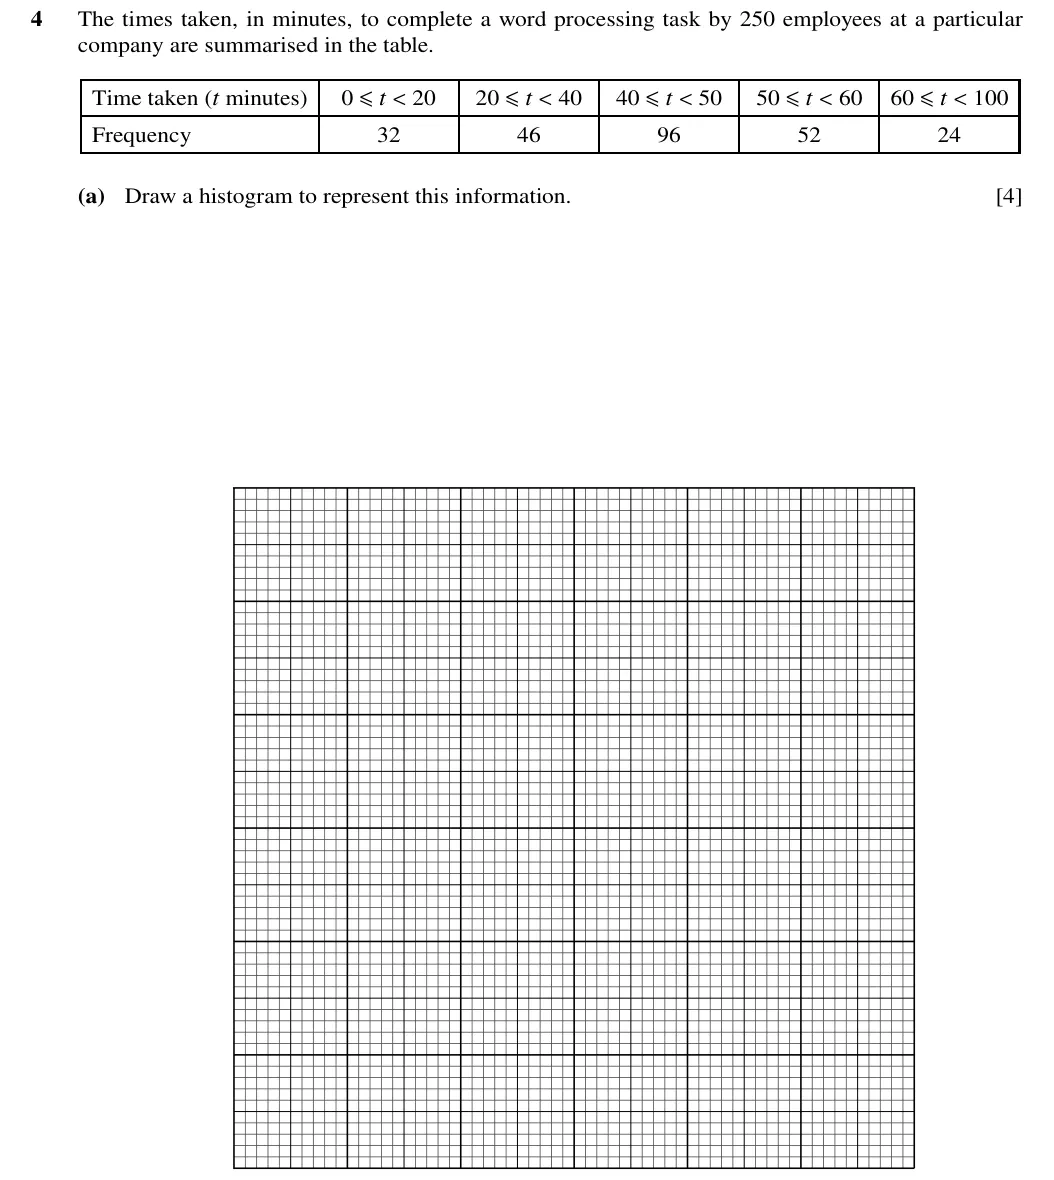 4 The times taken, in minutes, to complete a word processing task by 250 employees at a particular
company are summarised in the table.
Time taken (t minutes) 0 ⩽ t < 20 20 ⩽ t < 40 40 ⩽ t < 50 50 ⩽ t < 60 60 ⩽ t < 100
Frequency 32 46 96 52 24
(a) Draw a histogram to represent this information. [4]